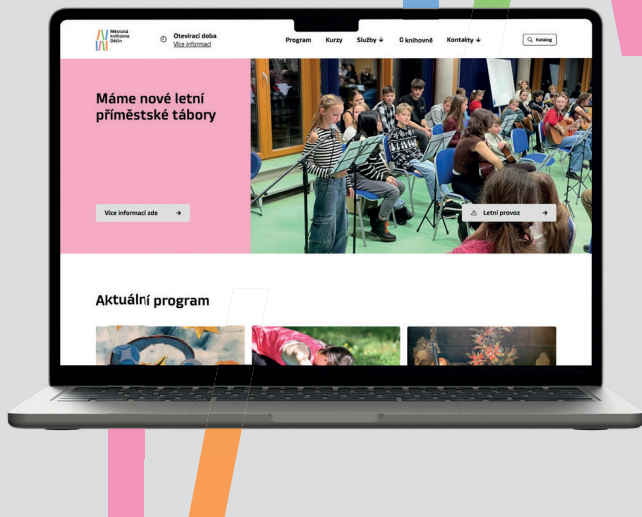 Městská
knihovna
Děčín
Otevírací doba
Více informací
Program
Kurzy
Služby ↓
O knihovně
Kontakty ↓
Katalog
Máme nové letní
příměstské tábory
Více informací zde →
Letní provoz →
Aktuální program